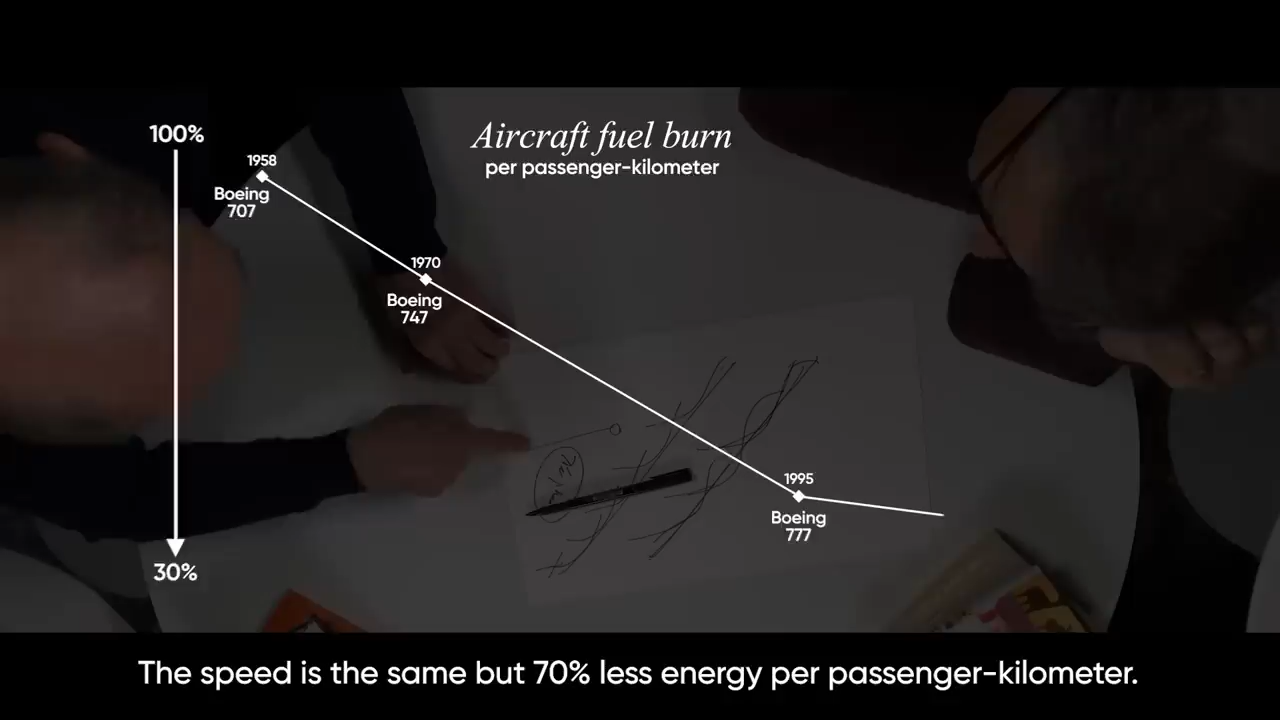 Aircraft fuel burn
per passenger-kilometer
100%
1958
Boeing
707
1970
Boeing
747
1995
Boeing
777
30%
The speed is the same but 70% less energy per passenger-kilometer.